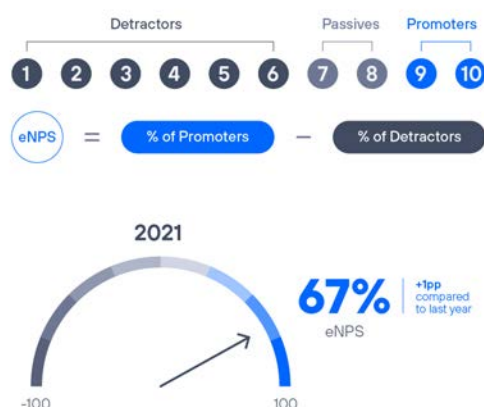 Detractors Passives Promoters
1 2 3 4 5 6 7 8 9 10
eNPS = % of Promoters − % of Detractors
2021
67%
eNPS
+1pp
compared
to last year
-100 100